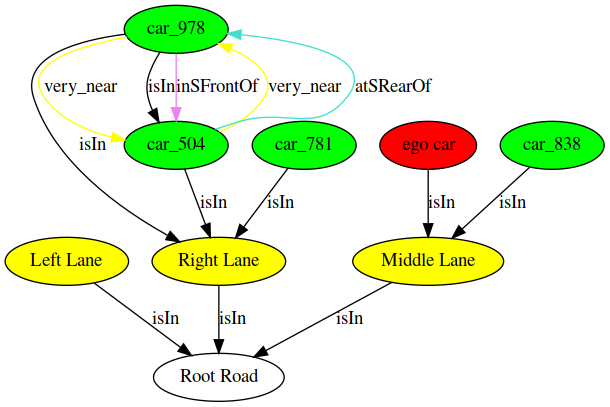 car_978
very_near
isIn
inSFrontOf
very_near
atSRearOf
isIn
car_504
car_781
ego car
car_838
isIn
isIn
isIn
isIn
Left Lane
Right Lane
Middle Lane
isIn
isIn
isIn
Root Road